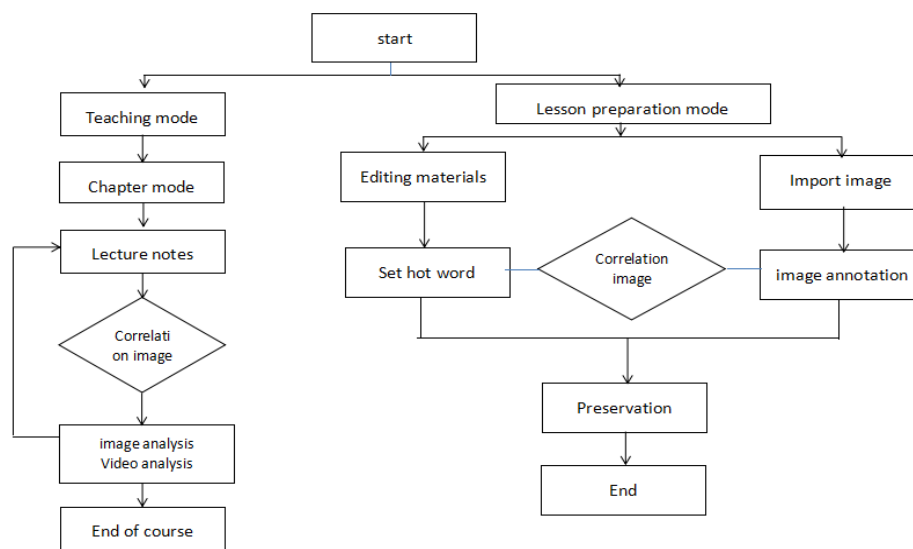 start
Teaching mode
Chapter mode
Lecture notes
Correlati
on image
image analysis
Video analysis
End of course
Lesson preparation mode
Editing materials
Import image
Set hot word
Correlation
image
image annotation
Preservation
End